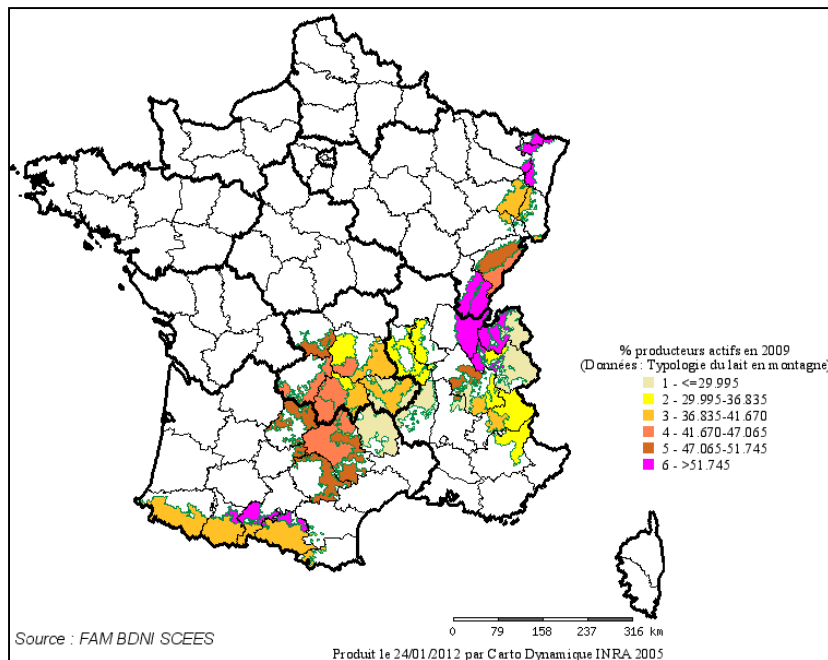 % producteurs actifs en 2009
(Données : Typologie du lait en montagne)
1 - <=29.995
2 - 29.995-36.835
3 - 36.835-41.670
4 - 41.670-47.065
5 - 47.065-51.745
6 - >51.745
0 79 158 237 316 km
Source : FAM BDNI SCEES
Produit le 24/01/2012 par Carto Dynamique INRA 2005